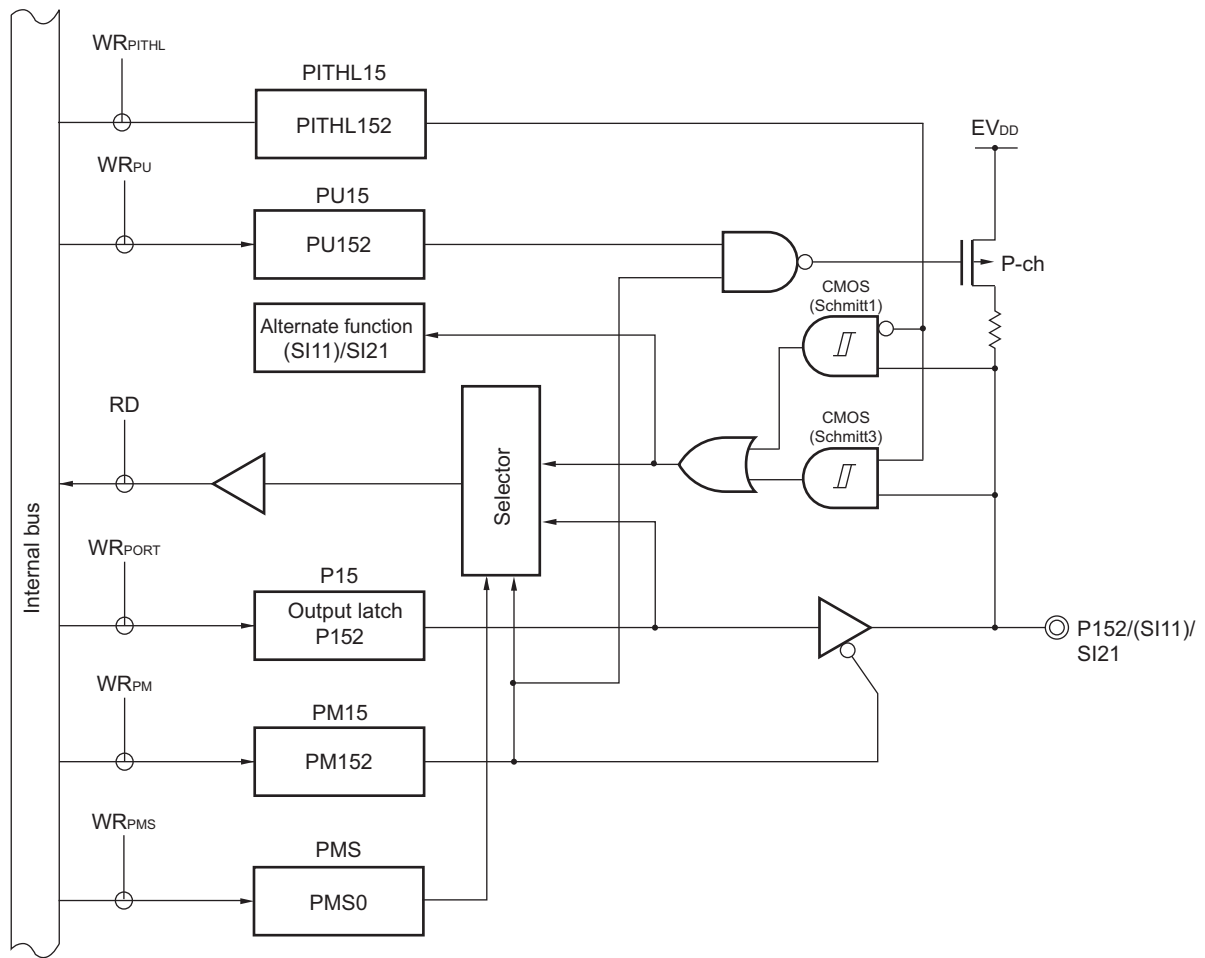 WRPITHL
PITHL15
PITHL152
EVDD
WRPU
PU15
PU152
P-ch
CMOS
(Schmitt1)
Alternate function
(SI11)/SI21
RD
CMOS
(Schmitt3)
Selector
Internal bus
WRPORT
P15
Output latch
P152
P152/(SI11)/
SI21
WRPM
PM15
PM152
WRPMS
PMS
PMS0